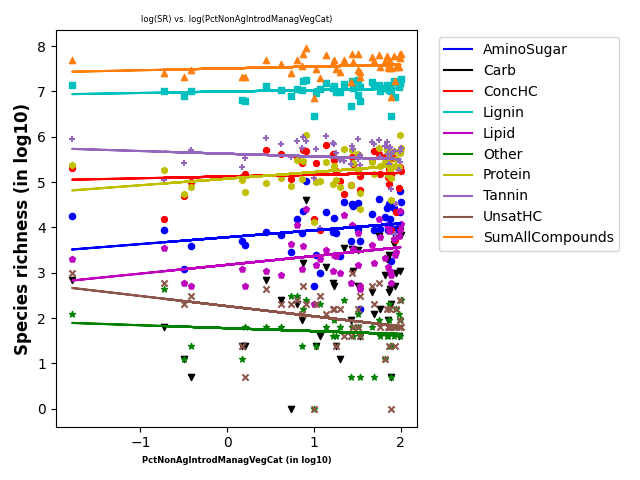 log(SR) vs. log(PctNonAgIntrodManagVegCat)
Species richness (in log10)
8
7
6
5
4
3
2
1
0
−1
0
1
2
PctNonAgIntrodManagVegCat (in log10)
AminoSugar
Carb
ConcHC
Lignin
Lipid
Other
Protein
Tannin
UnsatHC
SumAllCompounds